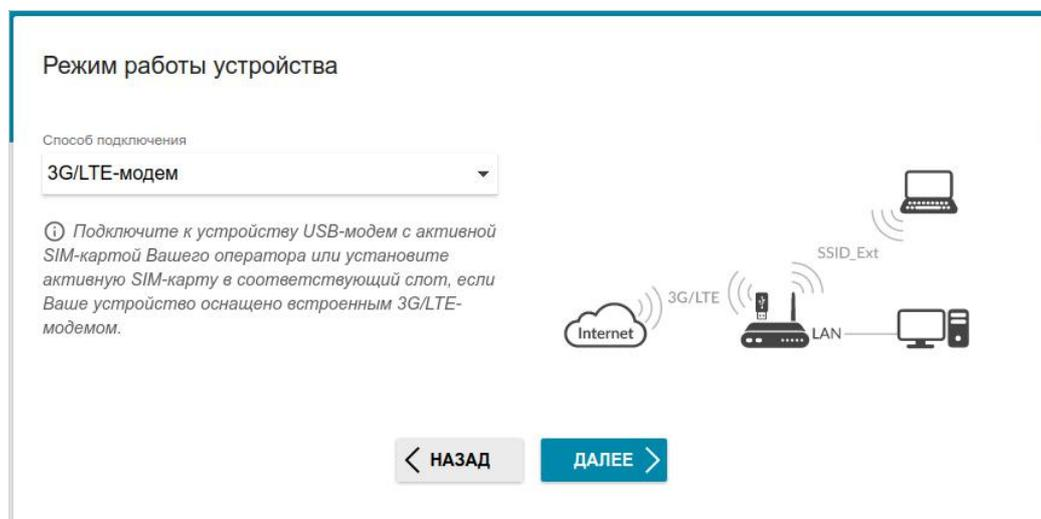 Режим работы устройства
Способ подключения
3G/LTE-модем
Подключите к устройству USB-модем с активной
SIM-картой Вашего оператора или установите
активную SIM-карту в соответствующий слот, если
Ваше устройство оснащено встроенным 3G/LTE-
модемом.
SSID_Ext
3G/LTE
Internet
LAN
НАЗАД
ДАЛЕЕ